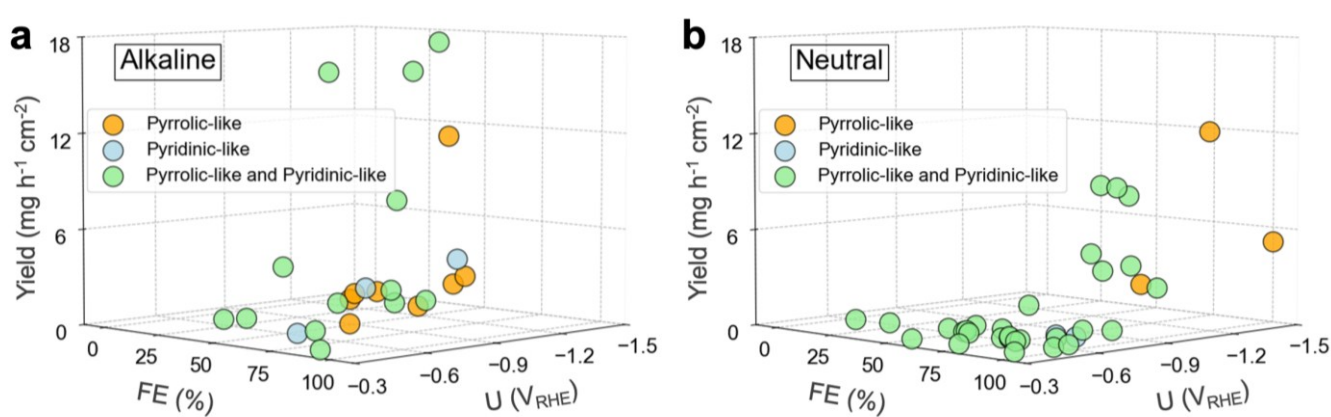 a
Alkaline
Pyrrolic-like
Pyridinic-like
Pyrrolic-like and Pyridinic-like
Yield (mg h⁻¹ cm⁻²)
18
12
6
0
0
25
50
75
100
FE (%)
−0.3
−0.6
−0.9
−1.2
−1.5
U (V_RHE)
b
Neutral
Pyrrolic-like
Pyridinic-like
Pyrrolic-like and Pyridinic-like
Yield (mg h⁻¹ cm⁻²)
18
12
6
0
0
25
50
75
100
FE (%)
−0.3
−0.6
−0.9
−1.2
−1.5
U (V_RHE)